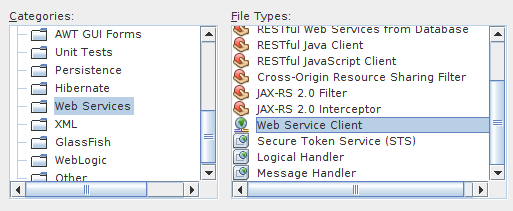 Categories:
AWT GUI Forms
Unit Tests
Persistence
Hibernate
Web Services
XML
GlassFish
WebLogic
Other
File Types:
RESTful Web Services from Database
RESTful Java Client
RESTful JavaScript Client
Cross-Origin Resource Sharing Filter
JAX-RS 2.0 Filter
JAX-RS 2.0 Interceptor
Web Service Client
Secure Token Service (STS)
Logical Handler
Message Handler